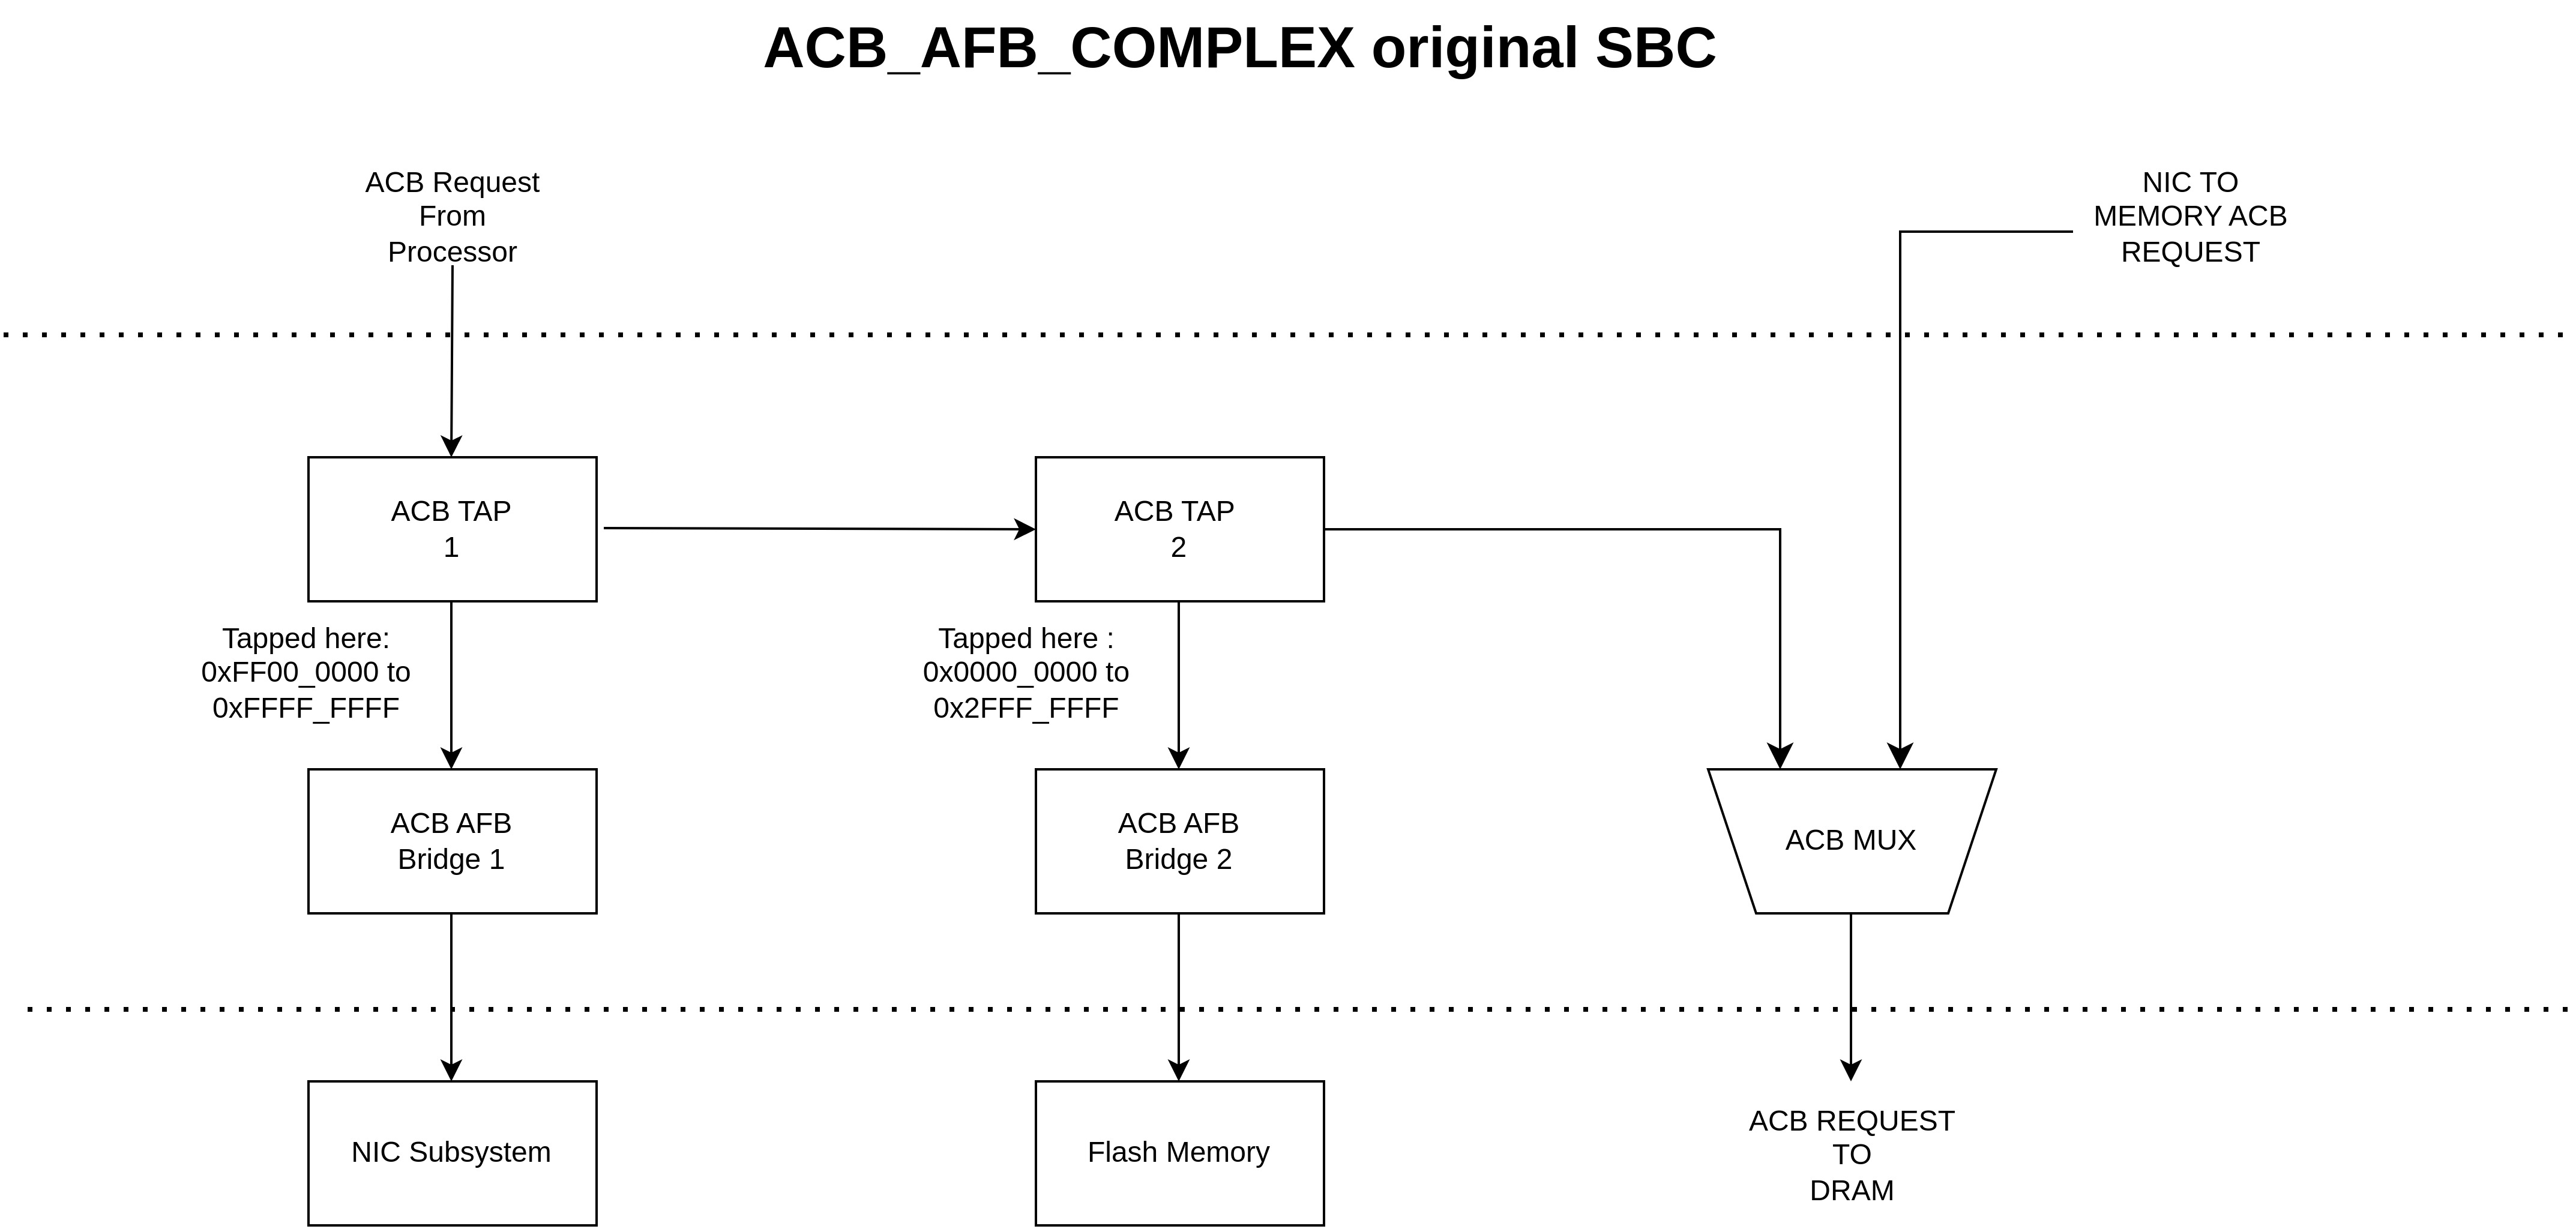 ACB_AFB_COMPLEX original SBC
ACB Request
From
Processor
NIC TO
MEMORY ACB
REQUEST
ACB TAP
1
ACB TAP
2
Tapped here:
0xFF00_0000 to
0xFFFF_FFFF
Tapped here :
0x0000_0000 to
0x2FFF_FFFF
ACB AFB
Bridge 1
ACB AFB
Bridge 2
ACB MUX
NIC Subsystem
Flash Memory
ACB REQUEST
TO
DRAM